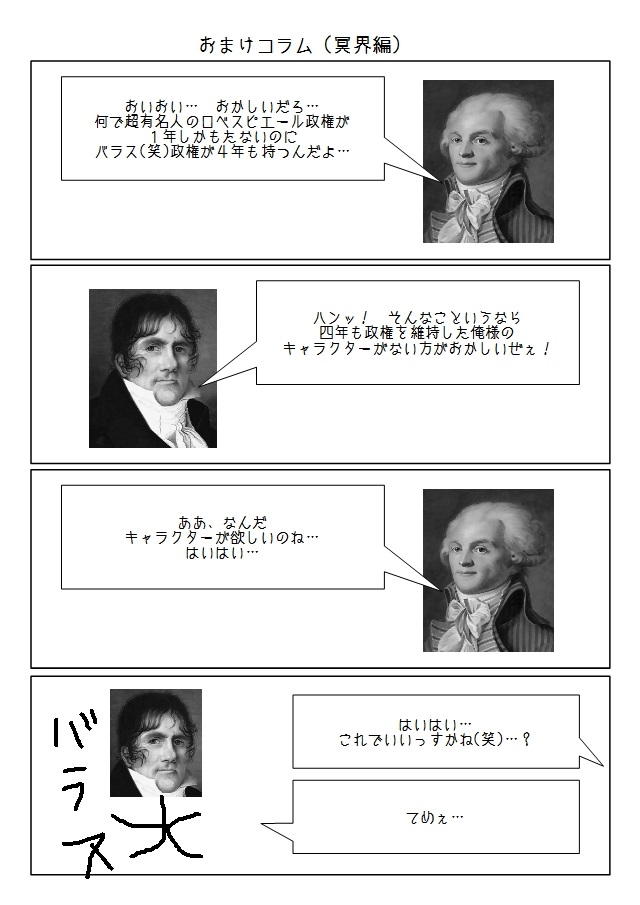 おまけコラム（冥界編）
おいおい…　おかしいだろ…
何で超有名人のロベスピエール政権が
１年しかもたないのに
バラス(笑)政権が４年も持つんだよ…
ハンッ！　そんなこというなら
四年も政権を維持した俺様の
キャラクターがない方がおかしいぜぇ！
ああ、なんだ
キャラクターが欲しいのね…
はいはい…
バラス
はいはい…
これでいいっすかね(笑)…？
てめぇ…